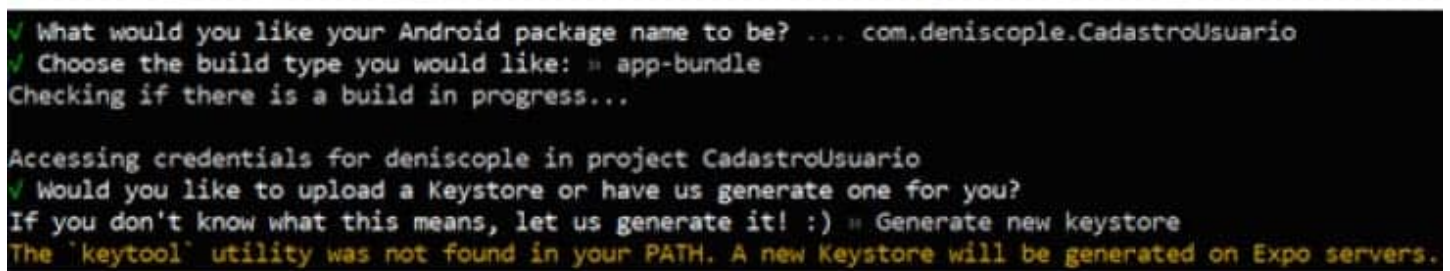 √ What would you like your Android package name to be? ... com.deniscople.CadastroUsuario
√ Choose the build type you would like: » app-bundle
Checking if there is a build in progress...
Accessing credentials for deniscople in project CadastroUsuario
√ Would you like to upload a Keystore or have us generate one for you?
If you don't know what this means, let us generate it! :) » Generate new keystore
The `keytool` utility was not found in your PATH. A new Keystore will be generated on Expo servers.